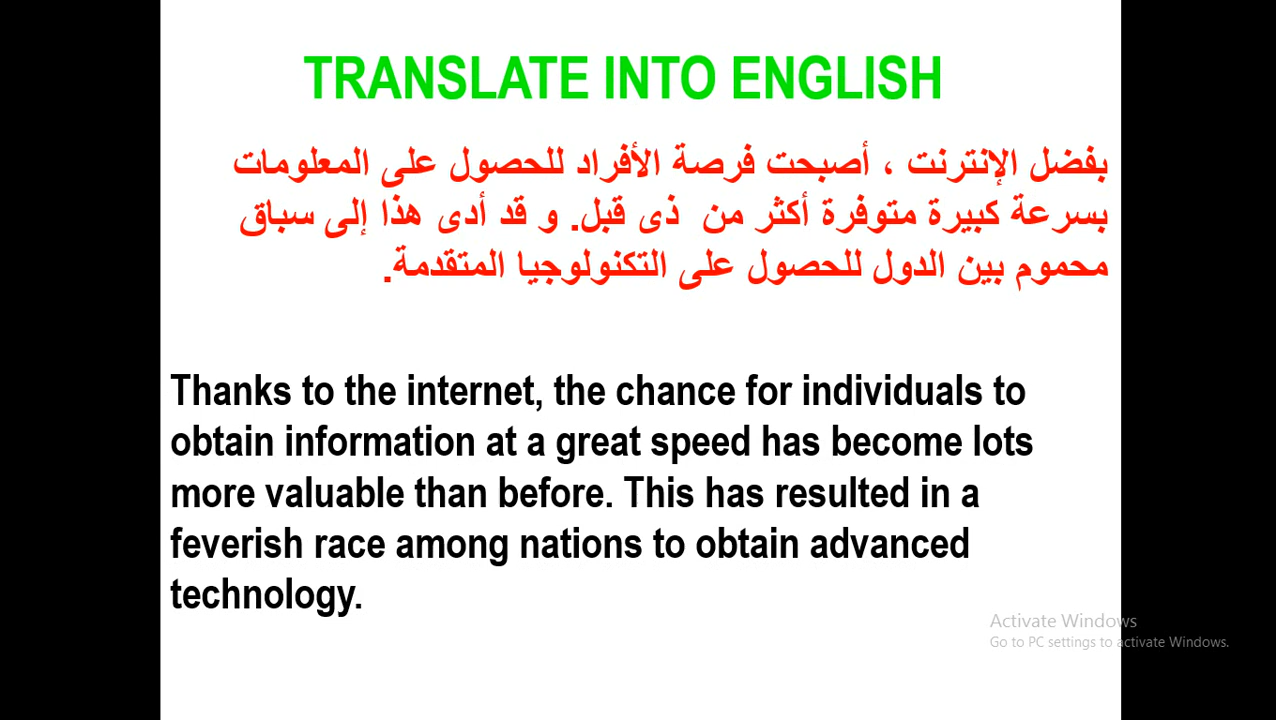 TRANSLATE INTO ENGLISH
بفضل الإنترنت ، أصبحت فرصة الأفراد للحصول على المعلومات
بسرعة كبيرة متوفرة أكثر من ذى قبل. و قد أدى هذا إلى سباق
محموم بين الدول للحصول على التكنولوجيا المتقدمة.
Thanks to the internet, the chance for individuals to
obtain information at a great speed has become lots
more valuable than before. This has resulted in a
feverish race among nations to obtain advanced
technology.
Activate Windows
Go to PC settings to activate Windows.